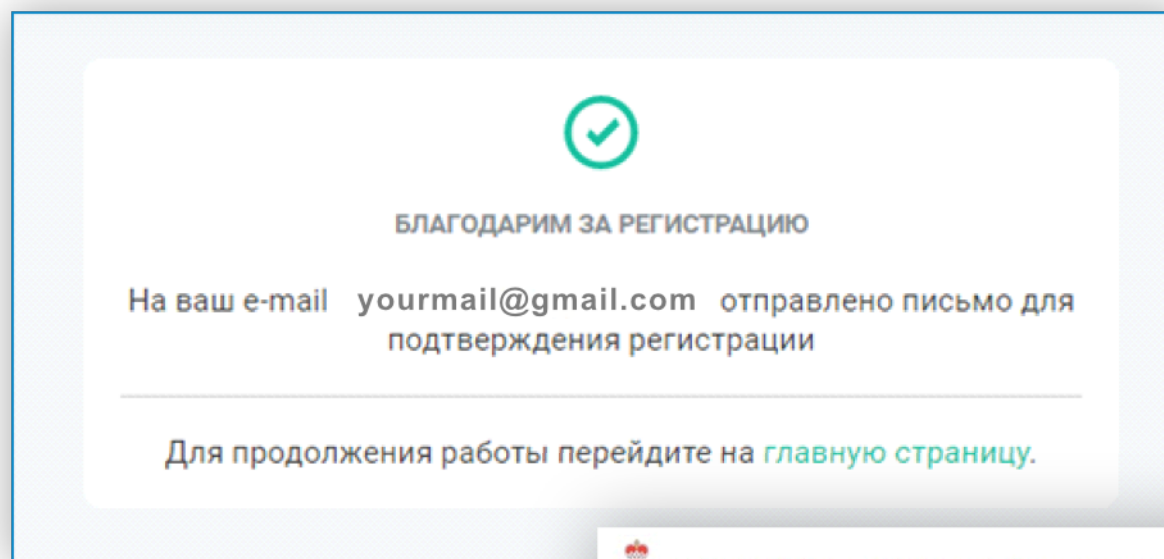 БЛАГОДАРИМ ЗА РЕГИСТРАЦИЮ
На ваш e-mail yourmail@gmail.com отправлено письмо для
подтверждения регистрации
Для продолжения работы перейдите на главную страницу.